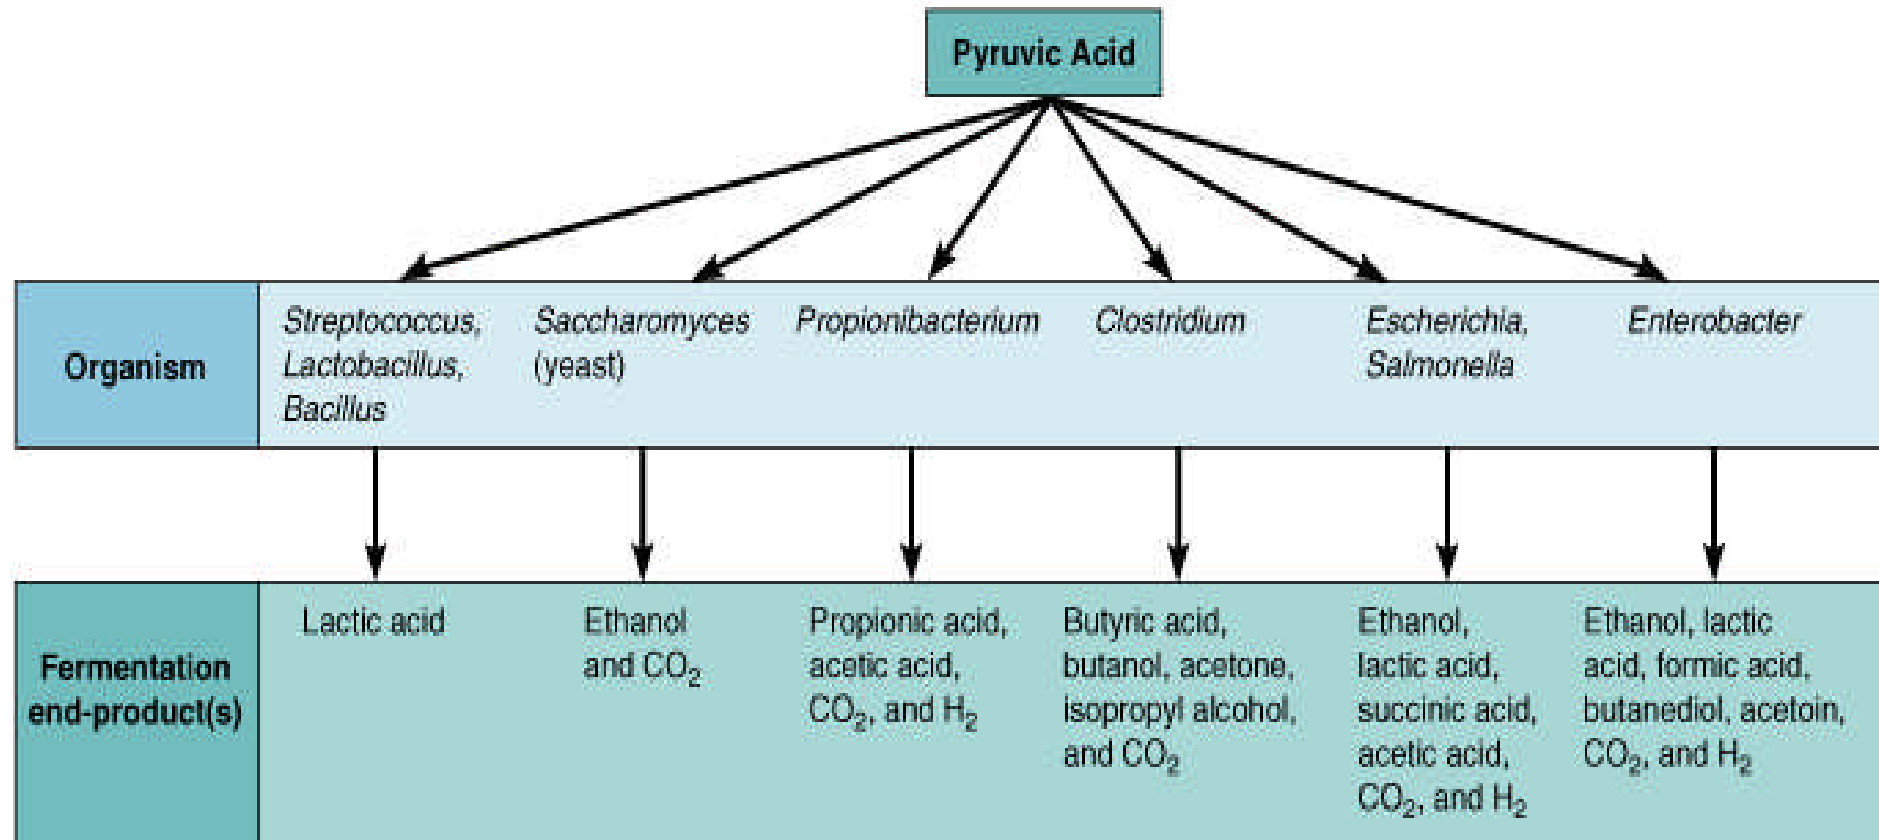 Pyruvic Acid
Organism
Streptococcus,
Lactobacillus,
Bacillus
Saccharomyces
(yeast)
Propionibacterium
Clostridium
Escherichia,
Salmonella
Enterobacter
Fermentation
end-product(s)
Lactic acid
Ethanol
and CO₂
Propionic acid,
acetic acid,
CO₂, and H₂
Butyric acid,
butanol, acetone,
isopropyl alcohol,
and CO₂
Ethanol,
lactic acid,
succinic acid,
acetic acid,
CO₂, and H₂
Ethanol, lactic
acid, formic acid,
butanediol, acetoin,
CO₂, and H₂